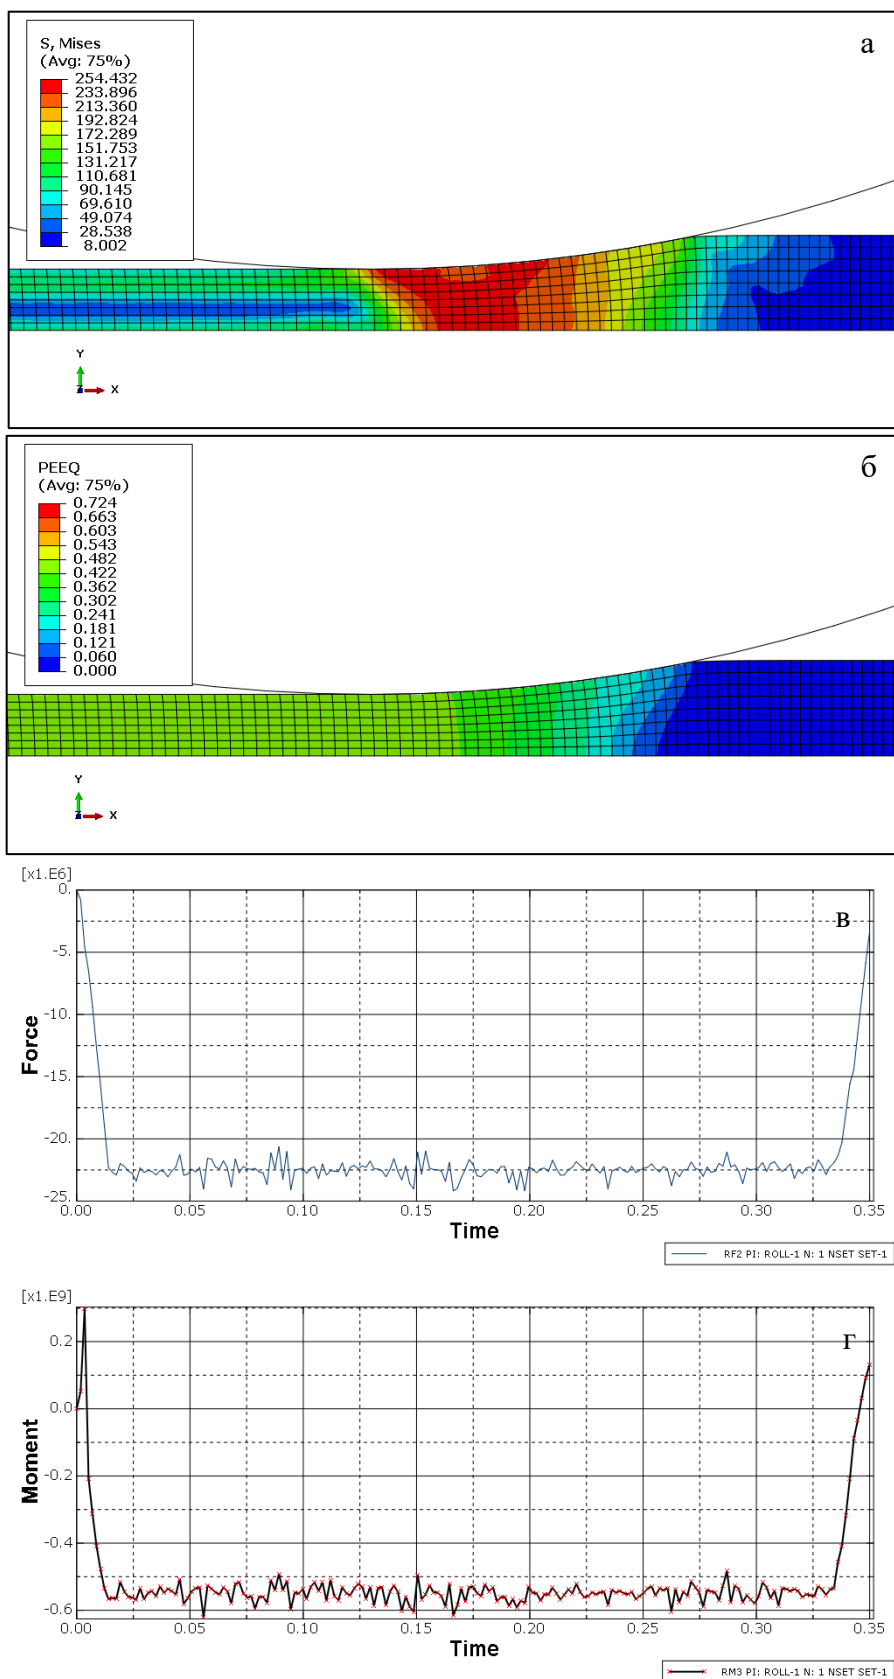 S, Mises
(Avg: 75%)
254.432
233.896
213.360
192.824
172.289
151.753
131.217
110.681
90.145
69.610
49.074
28.538
8.002
а
Y
Z X
PEEQ
(Avg: 75%)
0.724
0.663
0.603
0.543
0.482
0.422
0.362
0.302
0.241
0.181
0.121
0.060
0.000
б
Y
Z X
[x1.E6]
0.
-5.
-10.
-15.
-20.
-25.
Force
в
0.00 0.05 0.10 0.15 0.20 0.25 0.30 0.35
Time
RF2 PI: ROLL-1 N: 1 NSET SET-1
[x1.E9]
0.2
0.0
-0.2
-0.4
-0.6
Moment
г
0.00 0.05 0.10 0.15 0.20 0.25 0.30 0.35
Time
RM3 PI: ROLL-1 N: 1 NSET SET-1